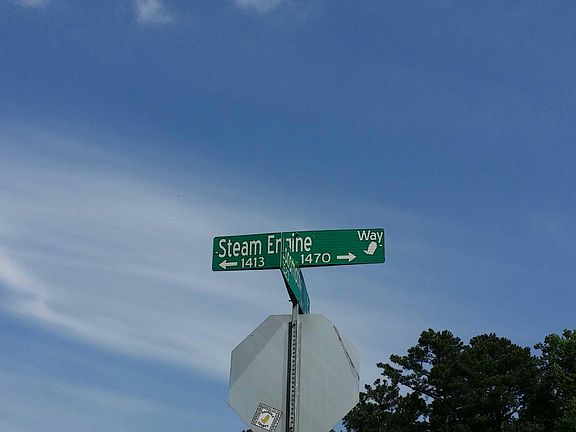 Steam Engine Way
← 1413 1470 →